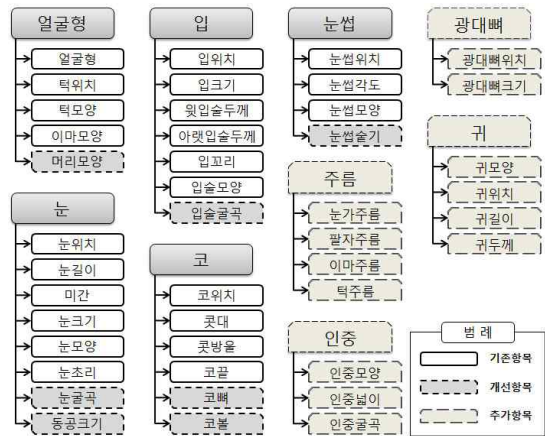 얼굴형
얼굴형
턱위치
턱모양
이마모양
머리모양
눈
눈위치
눈길이
미간
눈크기
눈모양
눈초리
눈굴곡
동공크기
입
입위치
입크기
윗입술두께
아랫입술두께
입꼬리
입술모양
입술굴곡
코
코위치
콧대
콧방울
코끝
코뼈
코볼
눈썹
눈썹위치
눈썹각도
눈썹모양
눈썹숱기
주름
눈가주름
팔자주름
이마주름
턱주름
인중
인중모양
인중넓이
인중굴곡
광대뼈
광대뼈위치
광대뼈크기
귀
귀모양
귀위치
귀길이
귀두께
범 례
기존항목
개선항목
추가항목